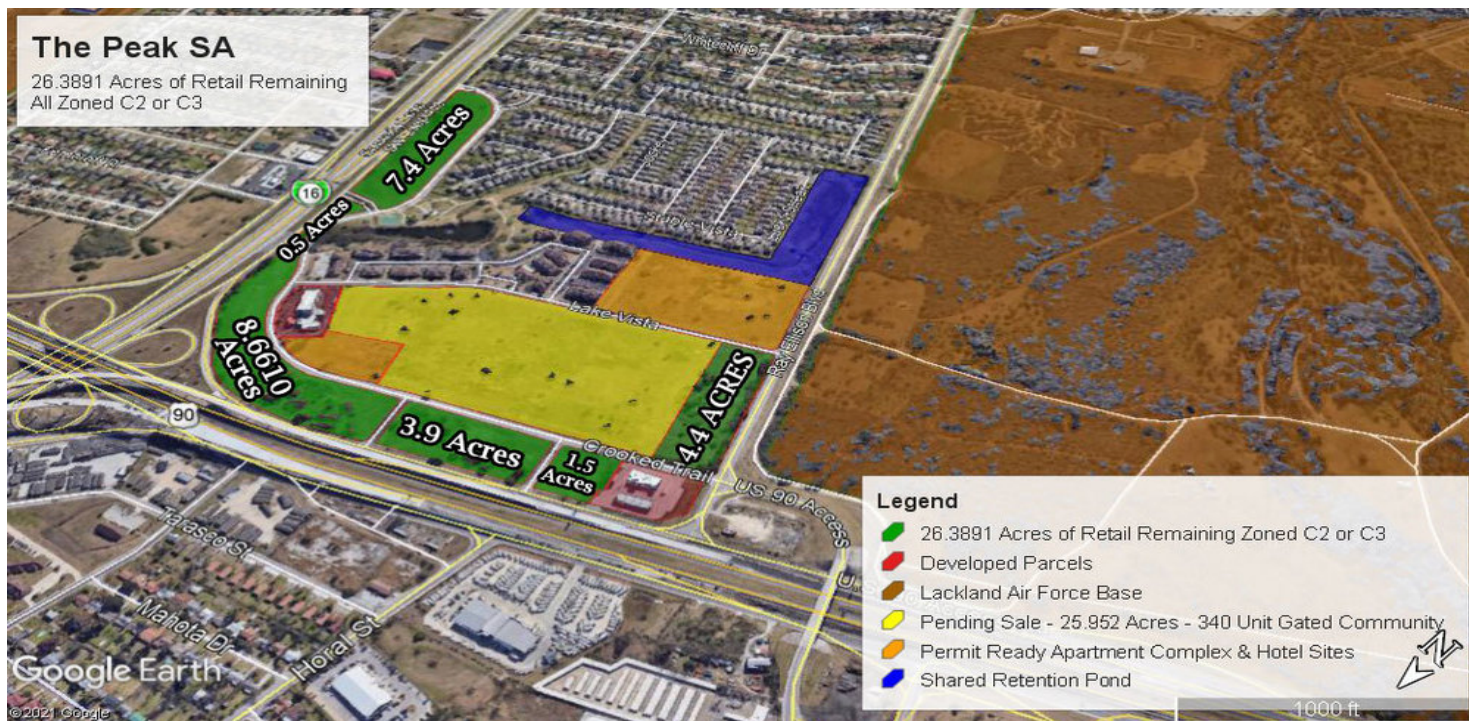 The Peak SA
26.3891 Acres of Retail Remaining
All Zoned C2 or C3
Whitecliff Dr
7.4 Acres
16
0.5 Acres
Lake Vista
Ray Ellison Blvd
8.6610
Acres
90
3.9 Acres
1.5
Acres
4.4 ACRES
Crooked Trail
US 90 Access
Talasco St
Mahota Dr
Horal St
Legend
26.3891 Acres of Retail Remaining Zoned C2 or C3
Developed Parcels
Lackland Air Force Base
Pending Sale - 25.952 Acres - 340 Unit Gated Community
Permit Ready Apartment Complex & Hotel Sites
Shared Retention Pond
N
Google Earth
©2021 Google
1000 ft